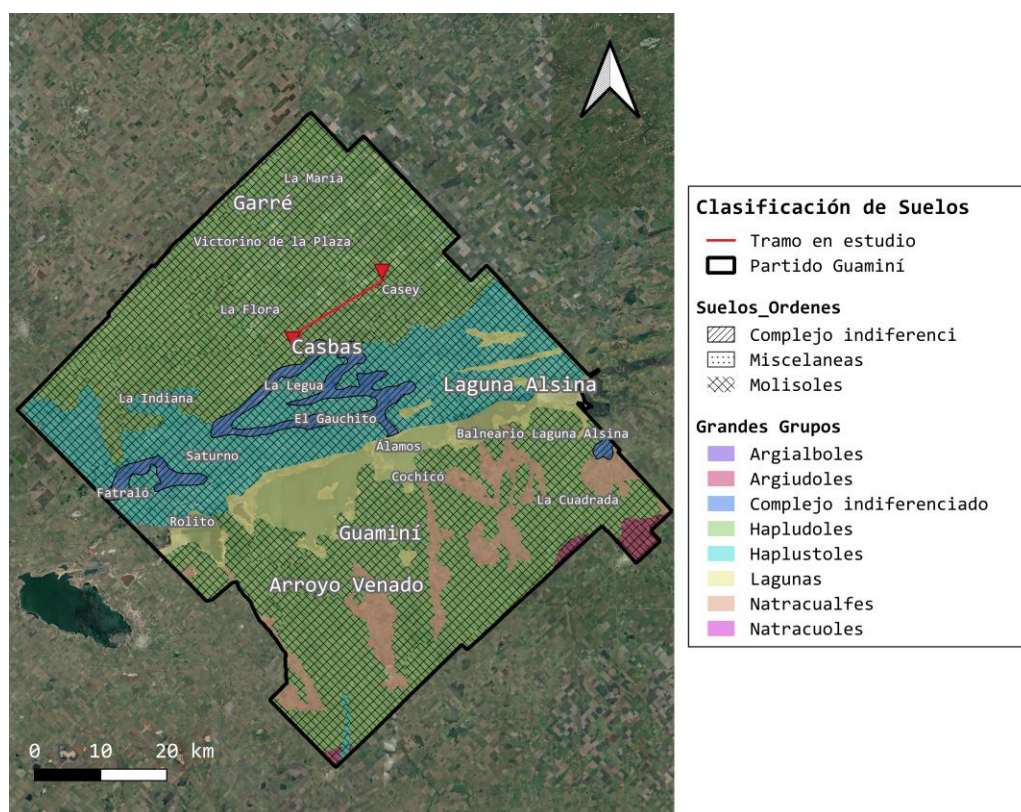 La María
Garré
Victorino de la Plaza
Casey
La Flora
Casbas
La Legua
Laguna Alsina
La Indiana
El Gauchito
Balneario Laguna Alsina
Álamos
Saturno
Cochicó
Fatraló
La Cuadrada
Rolito
Guaminí
Arroyo Venado
0 10 20 km
Clasificación de Suelos
Tramo en estudio
Partido Guaminí
Suelos_Ordenes
Complejo indiferenci
Miscelaneas
Molisoles
Grandes Grupos
Argialboles
Argiudoles
Complejo indiferenciado
Hapludoles
Haplustoles
Lagunas
Natracualfes
Natracuoles